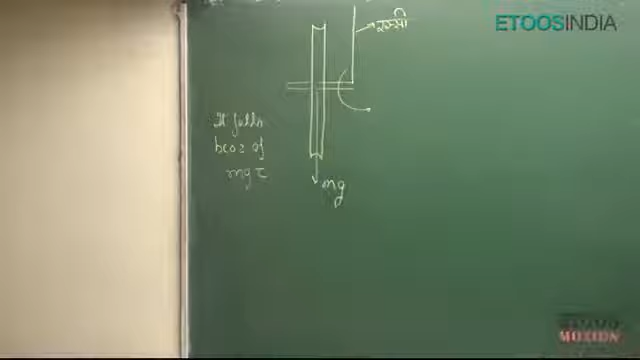 ETOOSINDIA
रस्सी
It falls
bcoz of
mg τ
mg
MOTION